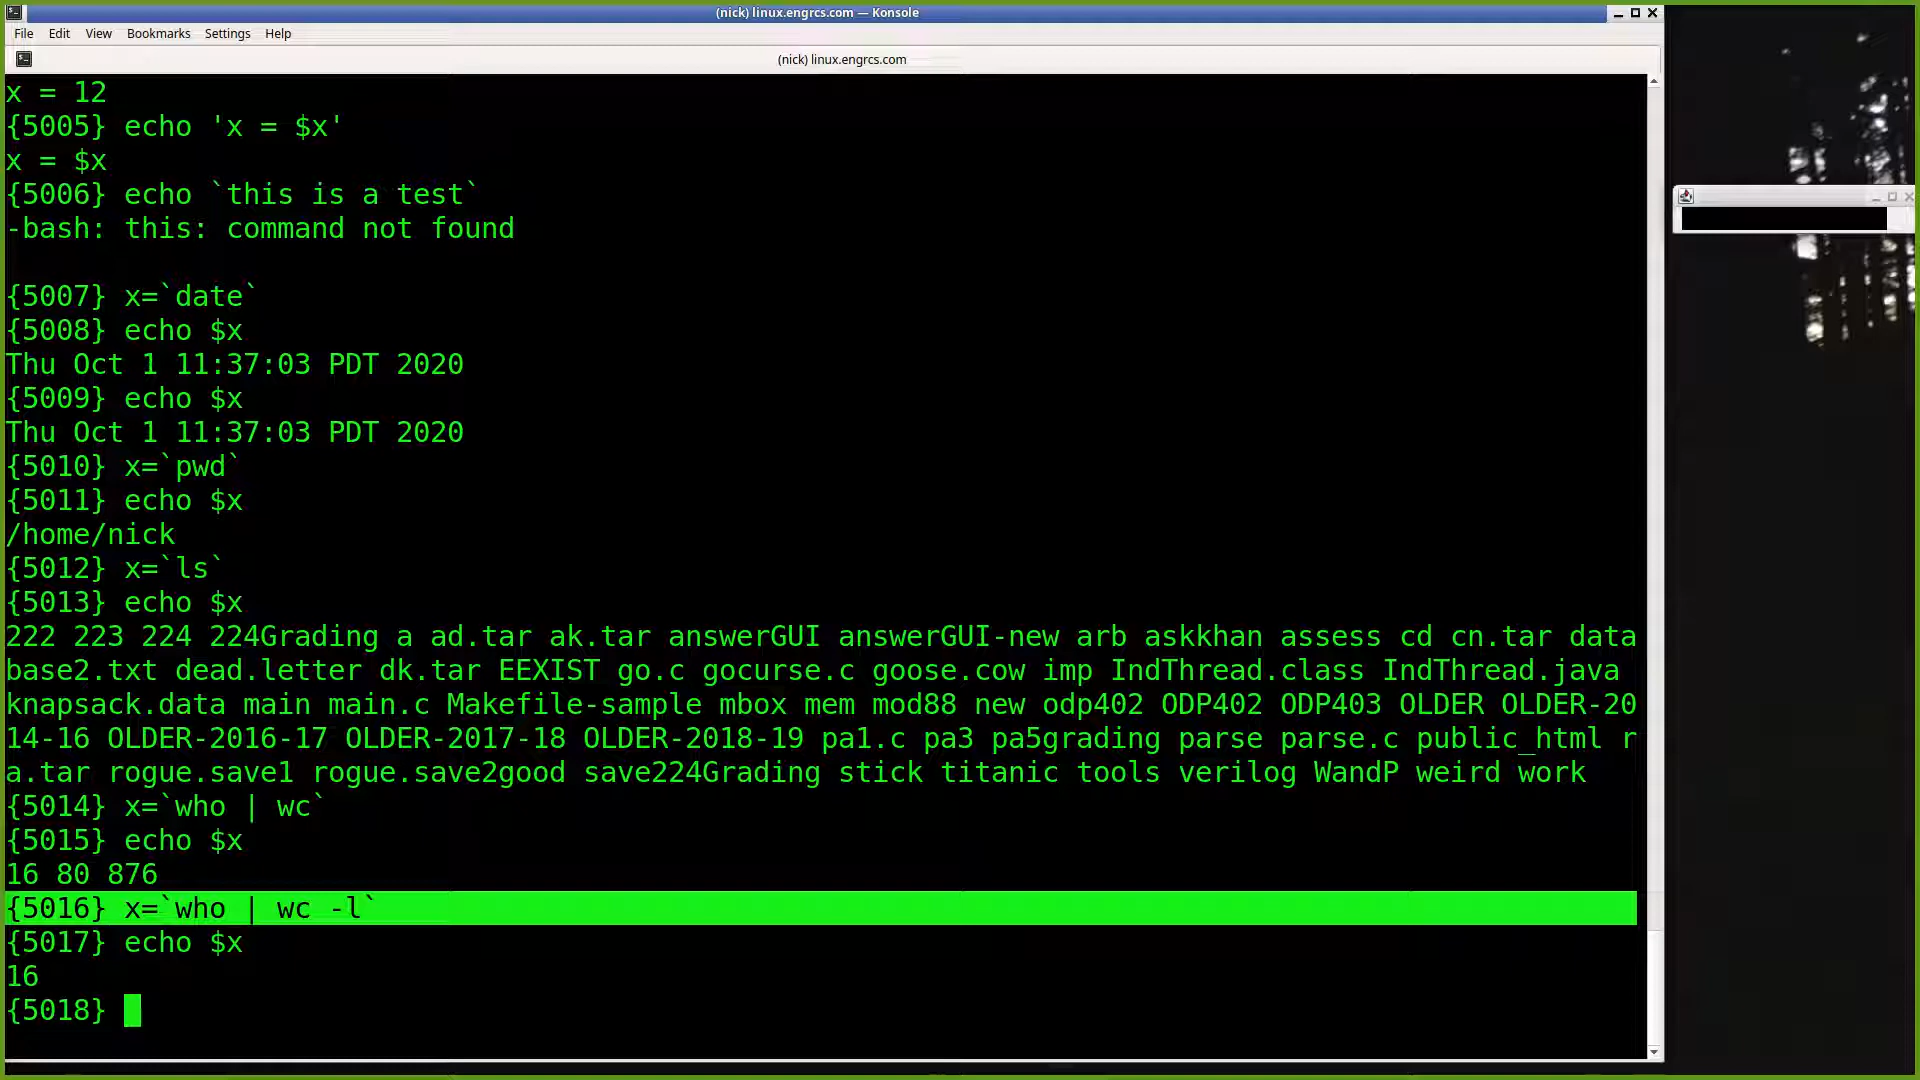 (nick) linux.engrcs.com — Konsole
File Edit View Bookmarks Settings Help
(nick) linux.engrcs.com
x = 12
{5005} echo 'x = $x'
x = $x
{5006} echo `this is a test`
-bash: this: command not found
{5007} x=`date`
{5008} echo $x
Thu Oct 1 11:37:03 PDT 2020
{5009} echo $x
Thu Oct 1 11:37:03 PDT 2020
{5010} x=`pwd`
{5011} echo $x
/home/nick
{5012} x=`ls`
{5013} echo $x
222 223 224 224Grading a ad.tar ak.tar answerGUI answerGUI-new arb askkhan assess cd cn.tar data
base2.txt dead.letter dk.tar EEXIST go.c gocurse.c goose.cow imp IndThread.class IndThread.java
knapsack.data main main.c Makefile-sample mbox mem mod88 new odp402 ODP402 ODP403 OLDER OLDER-20
14-16 OLDER-2016-17 OLDER-2017-18 OLDER-2018-19 pa1.c pa3 pa5grading parse parse.c public_html r
a.tar rogue.save1 rogue.save2good save224Grading stick titanic tools verilog WandP weird work
{5014} x=`who | wc`
{5015} echo $x
16 80 876
{5016} x=`who | wc -l`
{5017} echo $x
16
{5018}